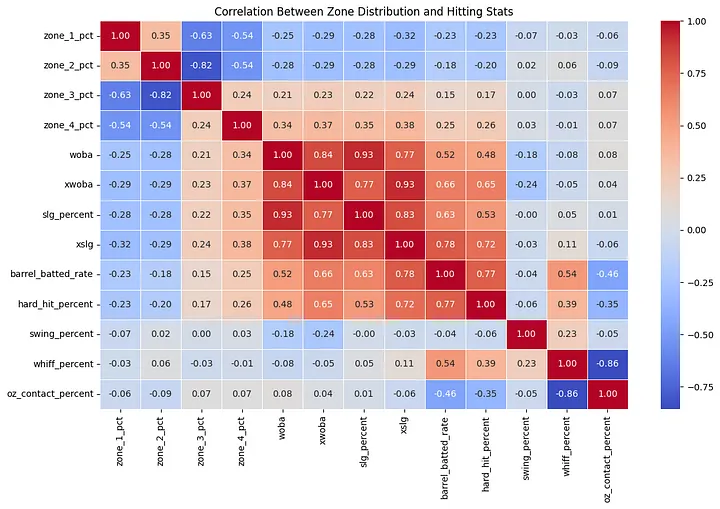 Correlation Between Zone Distribution and Hitting Stats
zone_1_pct 1.00 0.35 -0.63 -0.54 -0.25 -0.29 -0.28 -0.32 -0.23 -0.23 -0.07 -0.03 -0.06
zone_2_pct 0.35 1.00 -0.82 -0.54 -0.28 -0.29 -0.28 -0.29 -0.18 -0.20 0.02 0.06 -0.09
zone_3_pct -0.63 -0.82 1.00 0.24 0.21 0.23 0.22 0.24 0.15 0.17 0.00 -0.03 0.07
zone_4_pct -0.54 -0.54 0.24 1.00 0.34 0.37 0.35 0.38 0.25 0.26 0.03 -0.01 0.07
woba -0.25 -0.28 0.21 0.34 1.00 0.84 0.93 0.77 0.52 0.48 -0.18 -0.08 0.08
xwoba -0.29 -0.29 0.23 0.37 0.84 1.00 0.77 0.93 0.66 0.65 -0.24 -0.05 0.04
slg_percent -0.28 -0.28 0.22 0.35 0.93 0.77 1.00 0.83 0.63 0.53 -0.00 0.05 0.01
xslg -0.32 -0.29 0.24 0.38 0.77 0.93 0.83 1.00 0.78 0.72 -0.03 0.11 -0.06
barrel_batted_rate -0.23 -0.18 0.15 0.25 0.52 0.66 0.63 0.78 1.00 0.77 -0.04 0.54 -0.46
hard_hit_percent -0.23 -0.20 0.17 0.26 0.48 0.65 0.53 0.72 0.77 1.00 -0.06 0.39 -0.35
swing_percent -0.07 0.02 0.00 0.03 -0.18 -0.24 -0.00 -0.03 -0.04 -0.06 1.00 0.23 -0.05
whiff_percent -0.03 0.06 -0.03 -0.01 -0.08 -0.05 0.05 0.11 0.54 0.39 0.23 1.00 -0.86
oz_contact_percent -0.06 -0.09 0.07 0.07 0.08 0.04 0.01 -0.06 -0.46 -0.35 -0.05 -0.86 1.00
zone_1_pct
zone_2_pct
zone_3_pct
zone_4_pct
woba
xwoba
slg_percent
xslg
barrel_batted_rate
hard_hit_percent
swing_percent
whiff_percent
oz_contact_percent
1.00
0.75
0.50
0.25
0.00
-0.25
-0.50
-0.75